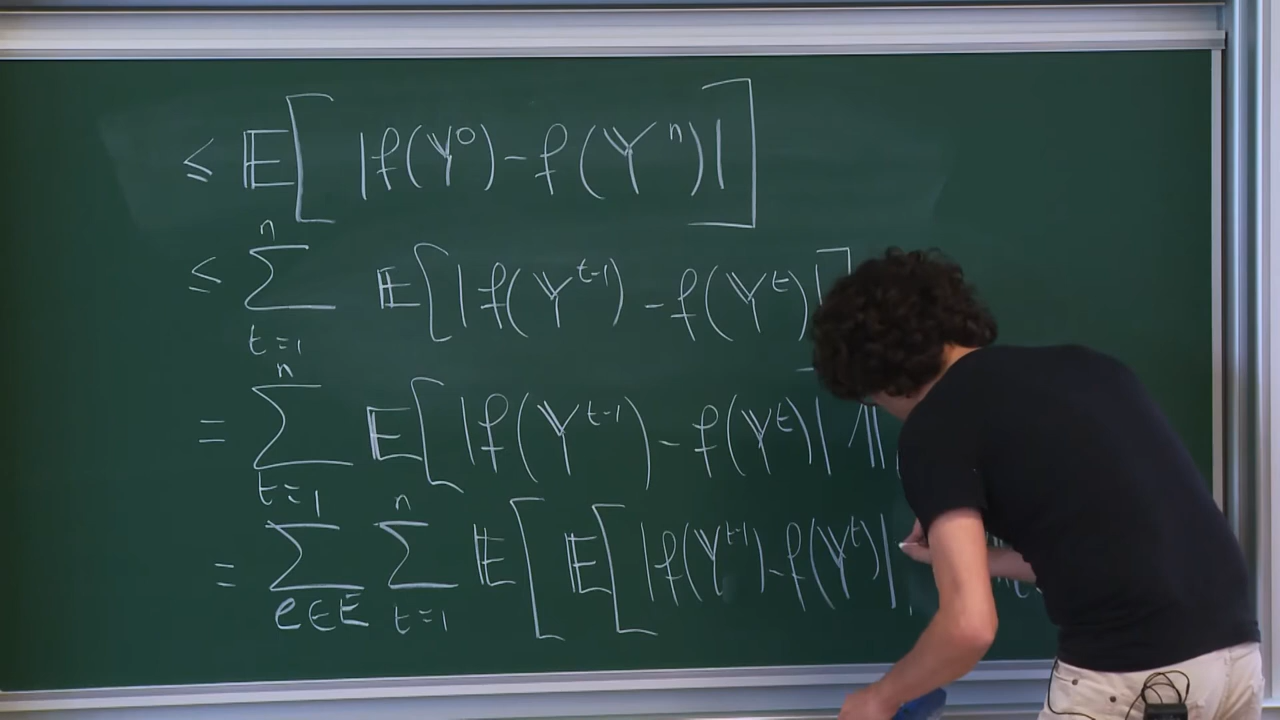 ≤ 𝔼[ |f(Y⁰) - f(Yⁿ)| ]
≤ ∑_{t=1}^{n} 𝔼[ |f(Y^{t-1}) - f(Y^{t})| ]
= ∑_{t=1}^{n} 𝔼[ |f(Y^{t-1}) - f(Y^{t})| 𝟙
= ∑_{e∈E} ∑_{t=1}^{n} 𝔼[ 𝔼[ |f(Y^{t-1}) - f(Y^{t})|